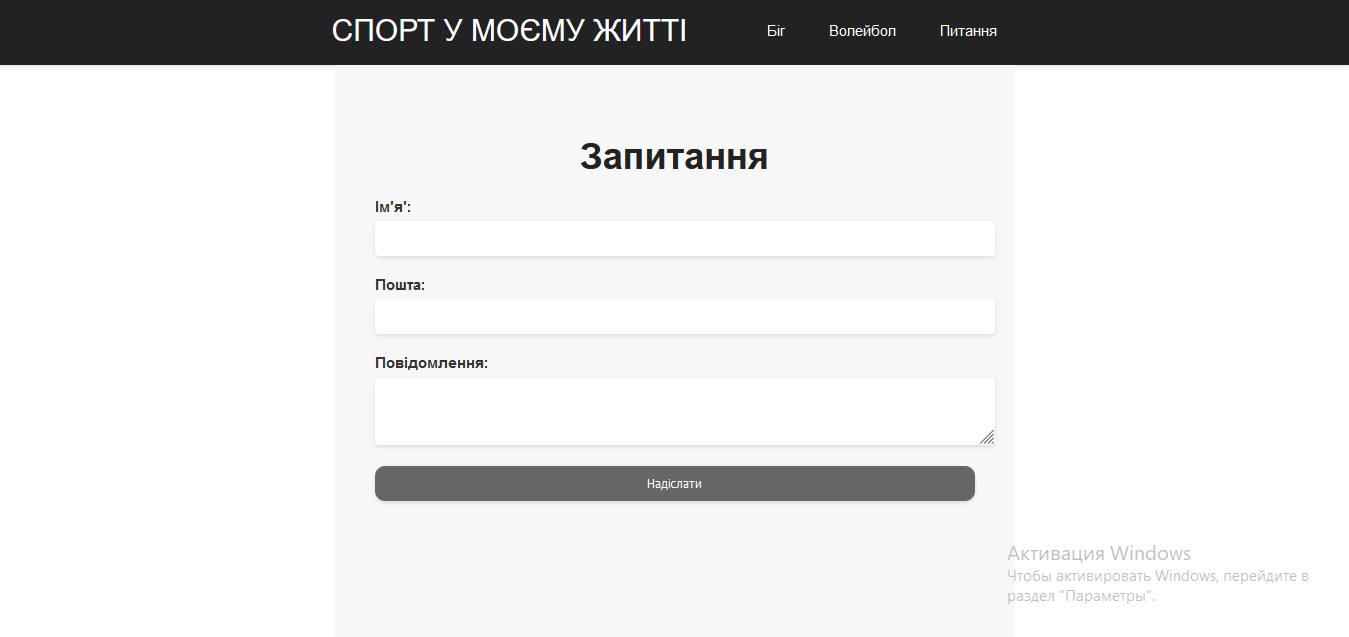 СПОРТ У МОЄМУ ЖИТТІ
Біг
Волейбол
Питання
Запитання
Ім'я':
Пошта:
Повідомлення:
Надіслати
Активация Windows
Чтобы активировать Windows, перейдите в
раздел "Параметры".